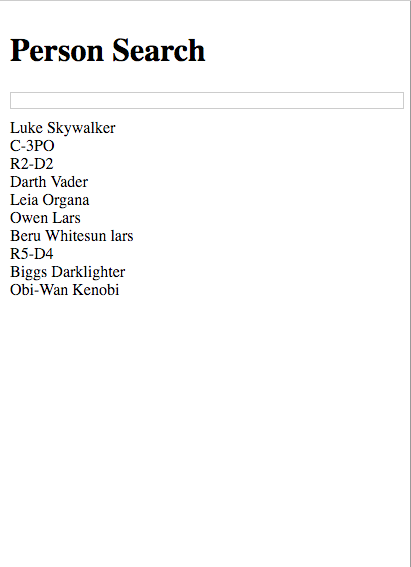 Person Search
Luke Skywalker
C-3PO
R2-D2
Darth Vader
Leia Organa
Owen Lars
Beru Whitesun lars
R5-D4
Biggs Darklighter
Obi-Wan Kenobi